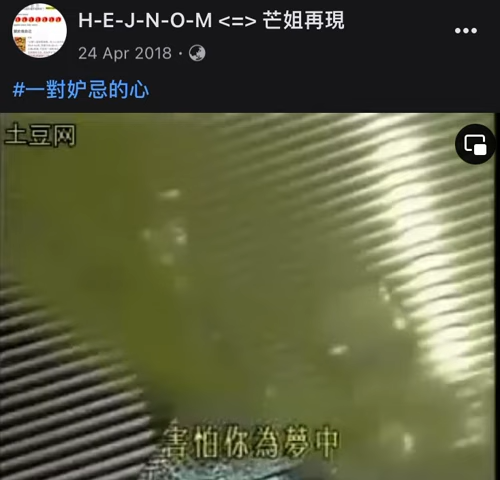 H-E-J-N-O-M <=> 芒姐再現
24 Apr 2018 ·
#一對妒忌的心
土豆网
害怕你為夢中